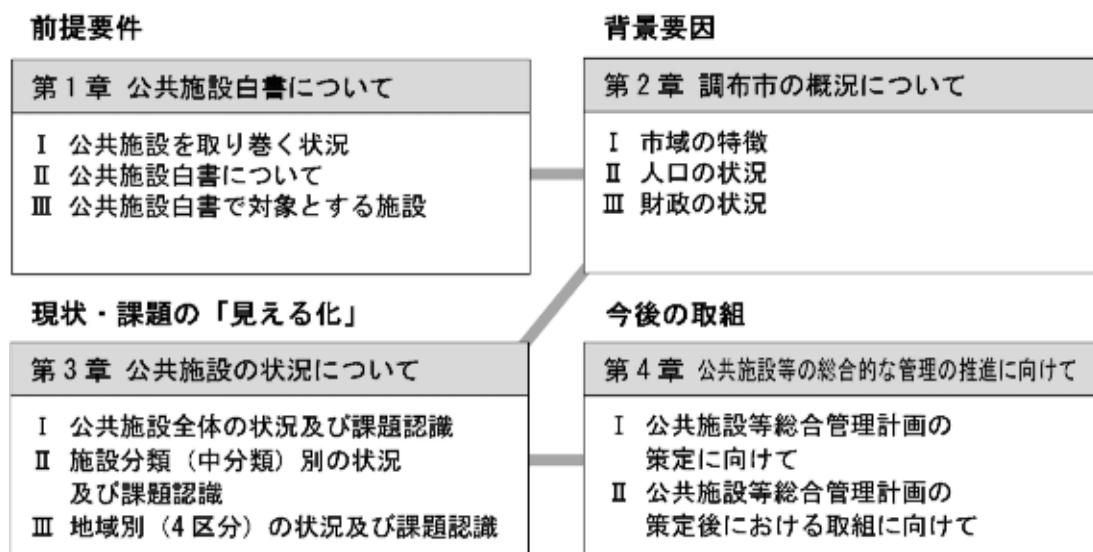 前提要件
第1章 公共施設白書について
Ⅰ 公共施設を取り巻く状況
Ⅱ 公共施設白書について
Ⅲ 公共施設白書で対象とする施設
背景要因
第2章 調布市の概況について
Ⅰ 市域の特徴
Ⅱ 人口の状況
Ⅲ 財政の状況
現状・課題の「見える化」
第3章 公共施設の状況について
Ⅰ 公共施設全体の状況及び課題認識
Ⅱ 施設分類（中分類）別の状況
及び課題認識
Ⅲ 地域別（4区分）の状況及び課題認識
今後の取組
第4章 公共施設等の総合的な管理の推進に向けて
Ⅰ 公共施設等総合管理計画の
策定に向けて
Ⅱ 公共施設等総合管理計画の
策定後における取組に向けて